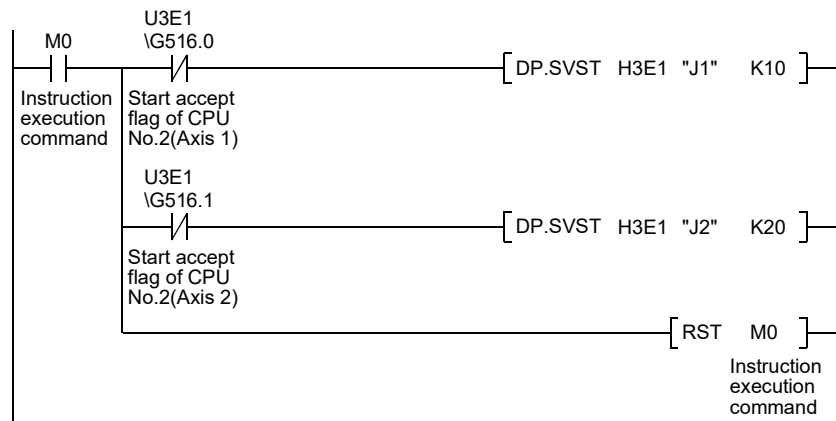 U3E1
M0 \G516.0
DP.SVST H3E1 "J1" K10
Instruction
execution
command
Start accept
flag of CPU
No.2(Axis 1)
U3E1
\G516.1
DP.SVST H3E1 "J2" K20
Start accept
flag of CPU
No.2(Axis 2)
RST M0
Instruction
execution
command